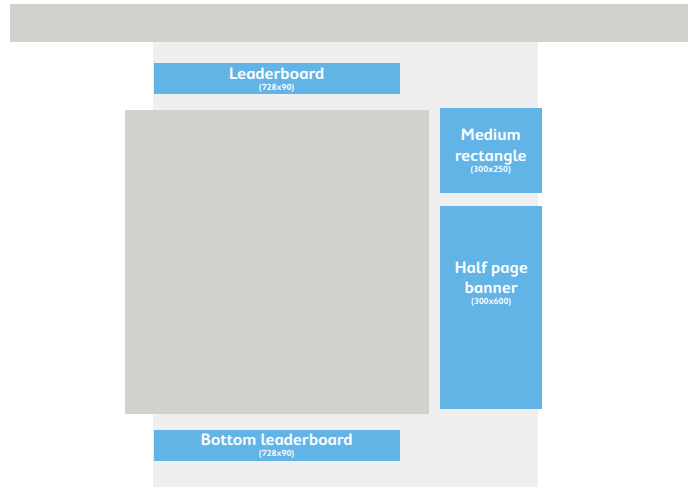 Leaderboard
(728x90)
Medium
rectangle
(300x250)
Half page
banner
(300x600)
Bottom leaderboard
(728x90)